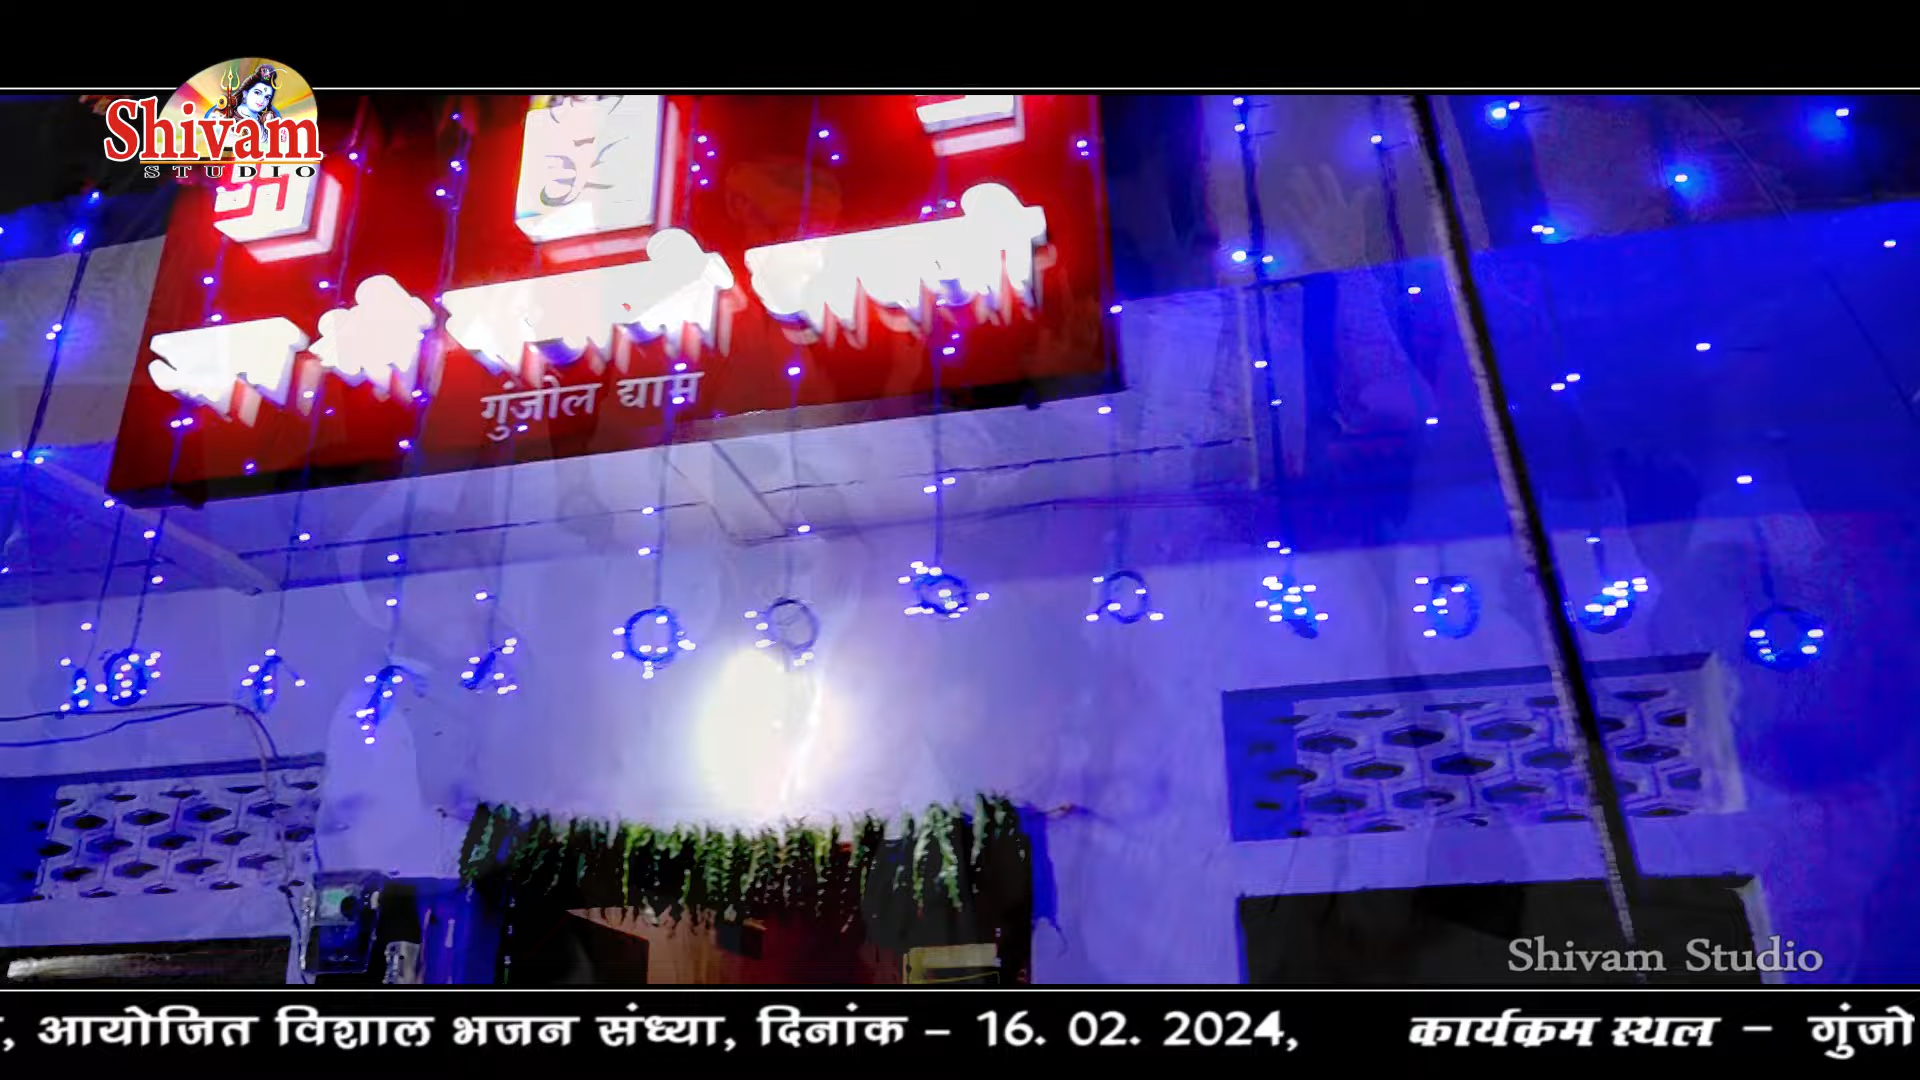 Shivam
STUDIO
गुंजोल द्याम
Shivam Studio
, आयोजित विशाल भजन संध्या, दिनांक - 16. 02. 2024, कार्यक्रम स्थल - गुंजो